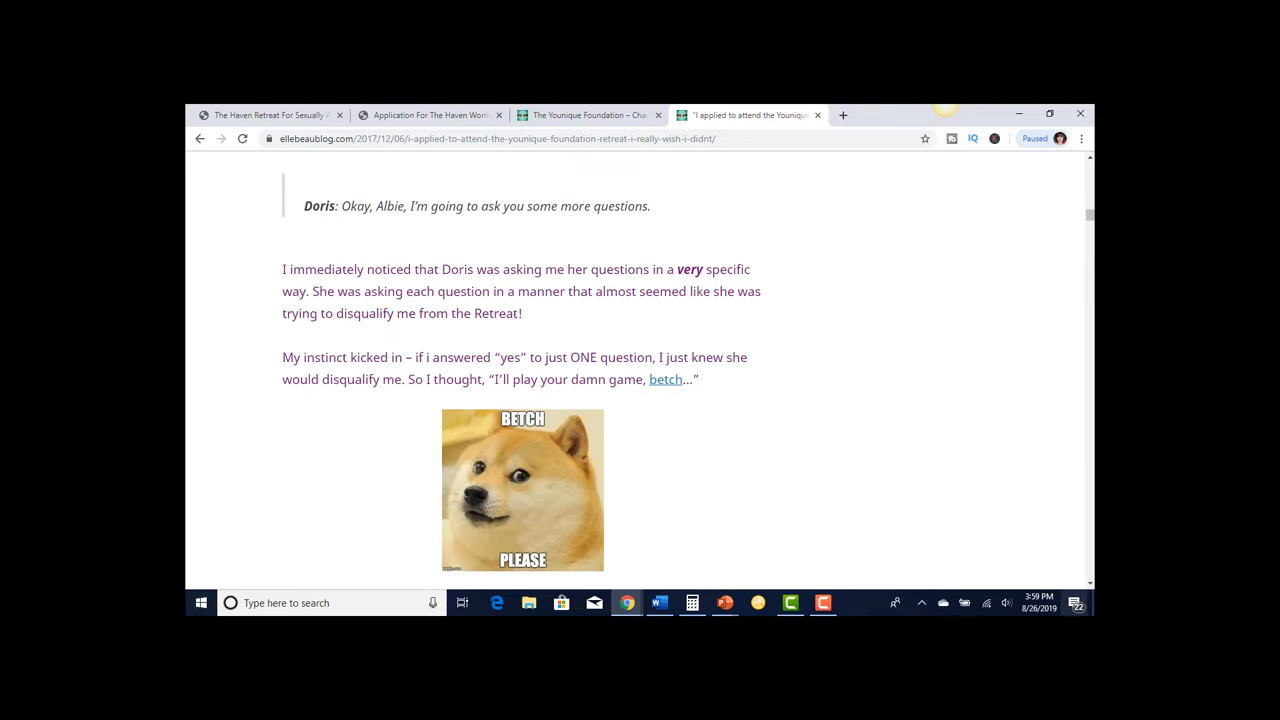 The Haven Retreat For Sexually A
Application For The Haven Wom
The Younique Foundation – Char
"I applied to attend the Younique
ellebeaublog.com/2017/12/06/i-applied-to-attend-the-younique-foundation-retreat-i-really-wish-i-didnt/
IQ
Paused
Doris: Okay, Albie, I'm going to ask you some more questions.
I immediately noticed that Doris was asking me her questions in a very specific
way. She was asking each question in a manner that almost seemed like she was
trying to disqualify me from the Retreat!
My instinct kicked in – if i answered “yes” to just ONE question, I just knew she
would disqualify me. So I thought, “I'll play your damn game, betch…”
BETCH
PLEASE
Type here to search
3:59 PM
8/26/2019
22